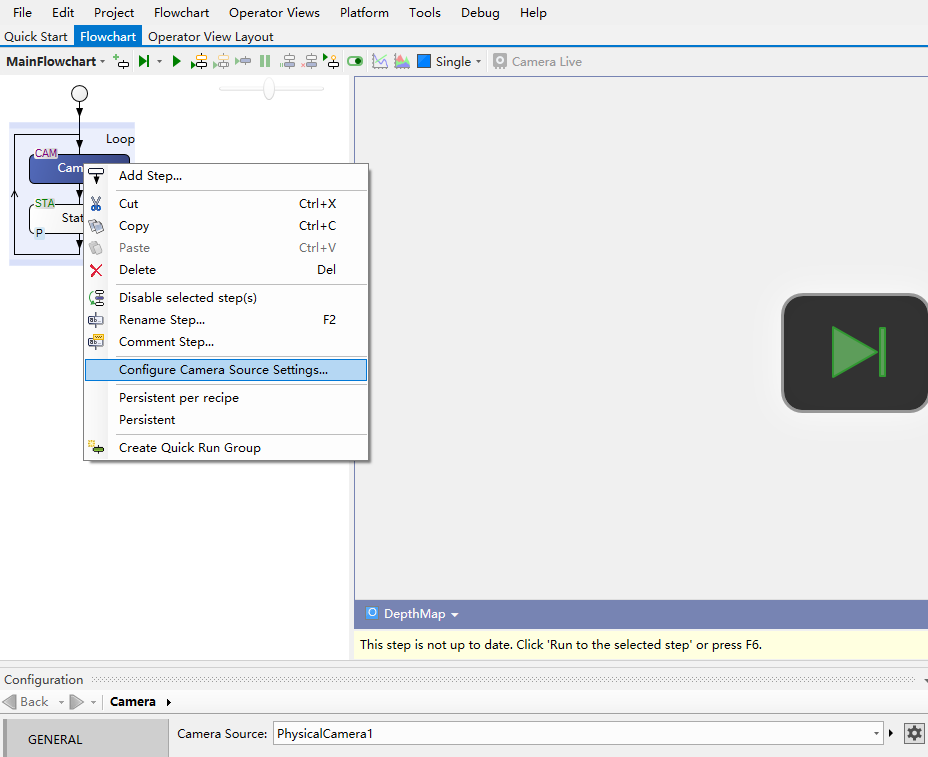 File Edit Project Flowchart Operator Views Platform Tools Debug Help
Quick Start Flowchart Operator View Layout
MainFlowchart Single Camera Live
Loop
CAM
Cam
STA
Stat
P
Add Step...
Cut Ctrl+X
Copy Ctrl+C
Paste Ctrl+V
Delete Del
Disable selected step(s)
Rename Step... F2
Comment Step...
Configure Camera Source Settings...
Persistent per recipe
Persistent
Create Quick Run Group
DepthMap
This step is not up to date. Click 'Run to the selected step' or press F6.
Configuration
Back Camera
GENERAL
Camera Source: PhysicalCamera1